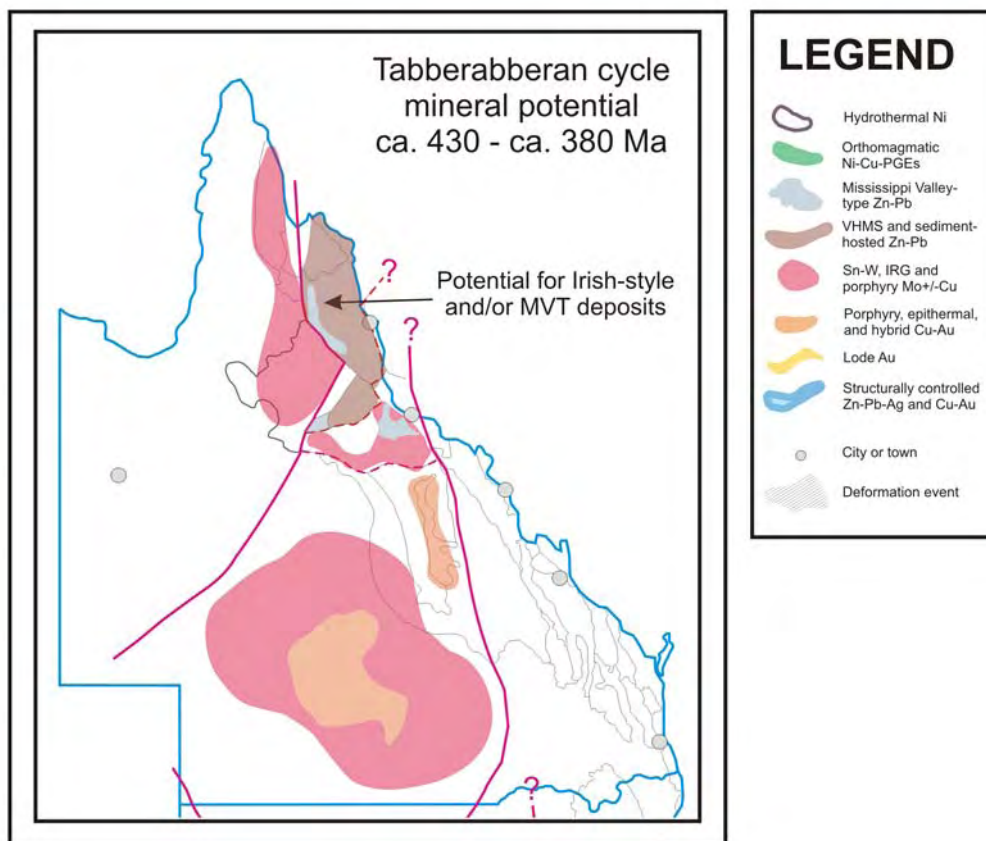 Tabberabberan cycle
mineral potential
ca. 430 - ca. 380 Ma
?
Potential for Irish-style
and/or MVT deposits
?
?
LEGEND
Hydrothermal Ni
Orthomagmatic
Ni-Cu-PGEs
Mississippi Valley-
type Zn-Pb
VHMS and sediment-
hosted Zn-Pb
Sn-W, IRG and
porphyry Mo+/-Cu
Porphyry, epithermal,
and hybrid Cu-Au
Lode Au
Structurally controlled
Zn-Pb-Ag and Cu-Au
City or town
Deformation event